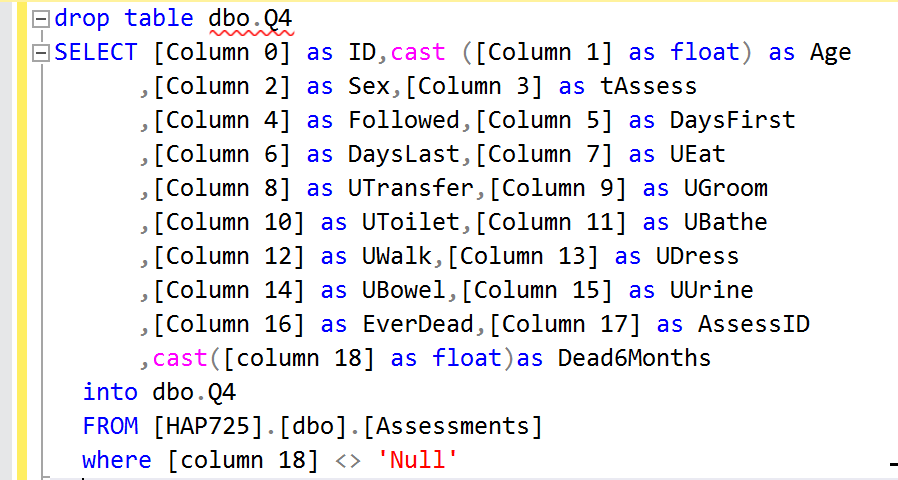 drop table dbo.Q4
SELECT [Column 0] as ID,cast ([Column 1] as float) as Age
,[Column 2] as Sex,[Column 3] as tAssess
,[Column 4] as Followed,[Column 5] as DaysFirst
,[Column 6] as DaysLast,[Column 7] as UEat
,[Column 8] as UTransfer,[Column 9] as UGroom
,[Column 10] as UToilet,[Column 11] as UBathe
,[Column 12] as UWalk,[Column 13] as UDress
,[Column 14] as UBowel,[Column 15] as UUrine
,[Column 16] as EverDead,[Column 17] as AssessID
,cast([column 18] as float)as Dead6Months
into dbo.Q4
FROM [HAP725].[dbo].[Assessments]
where [column 18] <> 'Null'